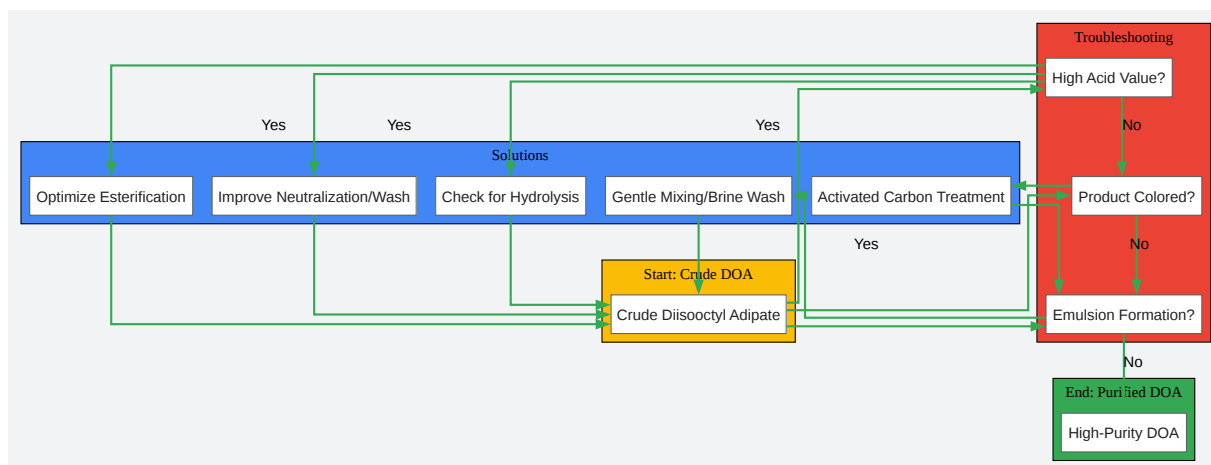 Troubleshooting
High Acid Value?
Yes
Yes
Yes
No
Solutions
Optimize Esterification
Improve Neutralization/Wash
Check for Hydrolysis
Gentle Mixing/Brine Wash
Activated Carbon Treatment
Product Colored?
Yes
No
Start: Crude DOA
Crude Diisooctyl Adipate
Emulsion Formation?
No
End: Purified DOA
High-Purity DOA